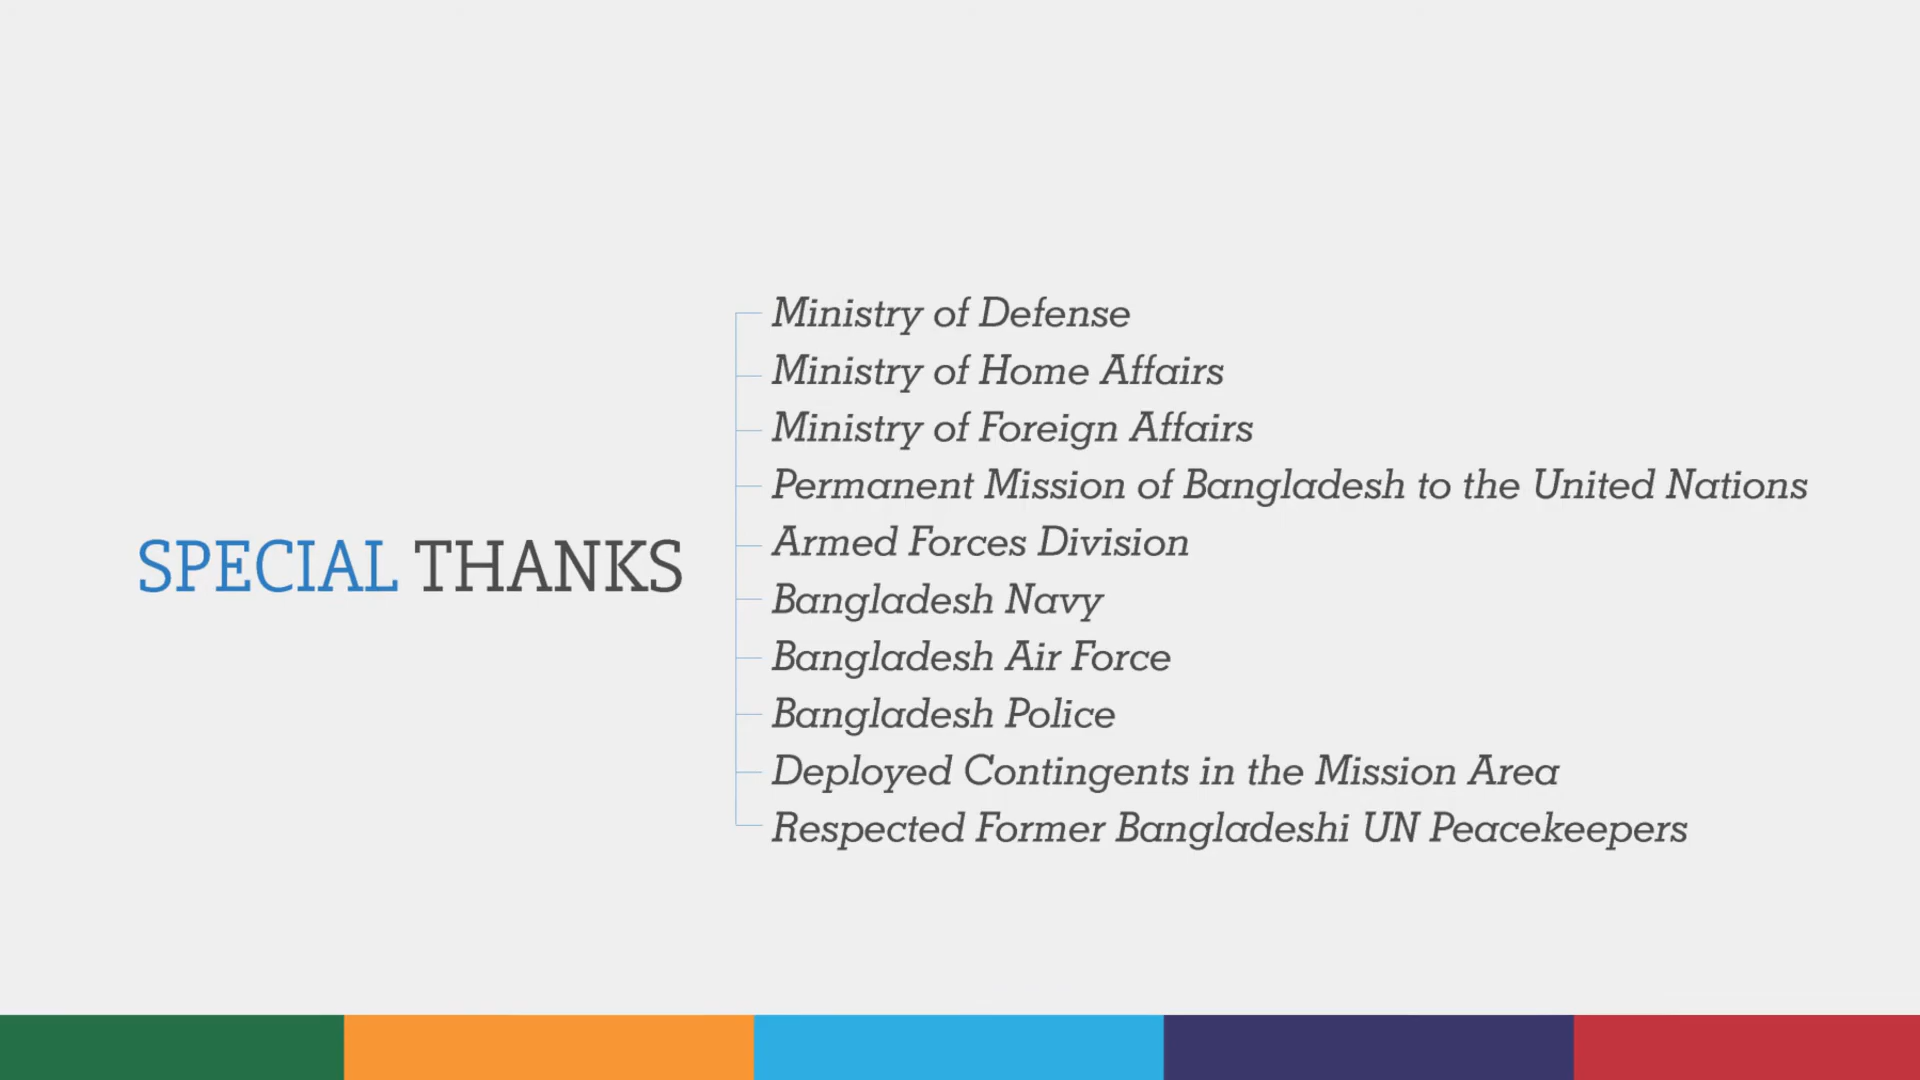 SPECIAL THANKS
Ministry of Defense
Ministry of Home Affairs
Ministry of Foreign Affairs
Permanent Mission of Bangladesh to the United Nations
Armed Forces Division
Bangladesh Navy
Bangladesh Air Force
Bangladesh Police
Deployed Contingents in the Mission Area
Respected Former Bangladeshi UN Peacekeepers